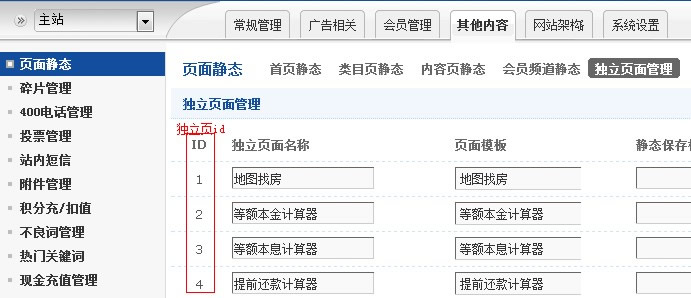 主站
常规管理 广告相关 会员管理 其他内容 网站架构 系统设置
页面静态
碎片管理
400电话管理
投票管理
站内短信
附件管理
积分充/扣值
不良词管理
热门关键词
现金充值管理
页面静态 首页静态 类目页静态 内容页静态 会员频道静态 独立页面管理
独立页面管理
独立页id
ID 独立页面名称 页面模板 静态保存格
1 地图找房 地图找房
2 等额本金计算器 等额本金计算器
3 等额本息计算器 等额本息计算器
4 提前还款计算器 提前还款计算器